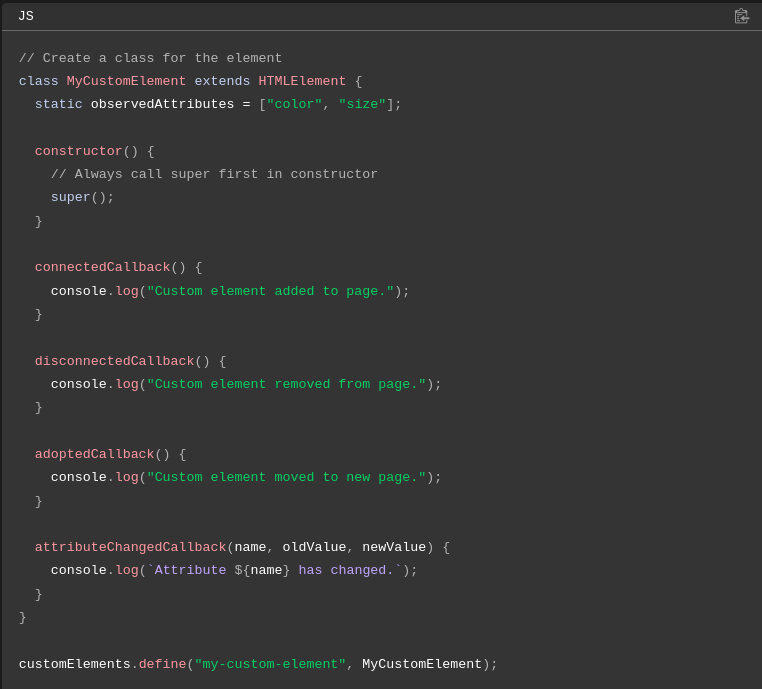 JS
// Create a class for the element
class MyCustomElement extends HTMLElement {
  static observedAttributes = ["color", "size"];

  constructor() {
    // Always call super first in constructor
    super();
  }

  connectedCallback() {
    console.log("Custom element added to page.");
  }

  disconnectedCallback() {
    console.log("Custom element removed from page.");
  }

  adoptedCallback() {
    console.log("Custom element moved to new page.");
  }

  attributeChangedCallback(name, oldValue, newValue) {
    console.log(`Attribute ${name} has changed.`);
  }
}

customElements.define("my-custom-element", MyCustomElement);